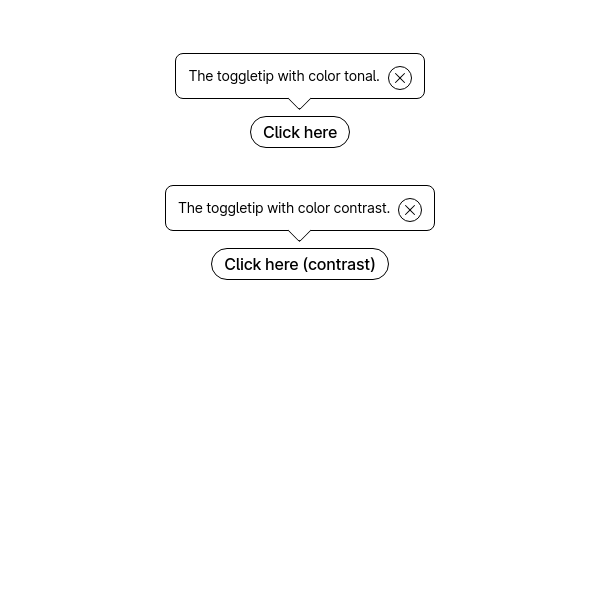 The toggletip with color tonal.
Click here
The toggletip with color contrast.
Click here (contrast)